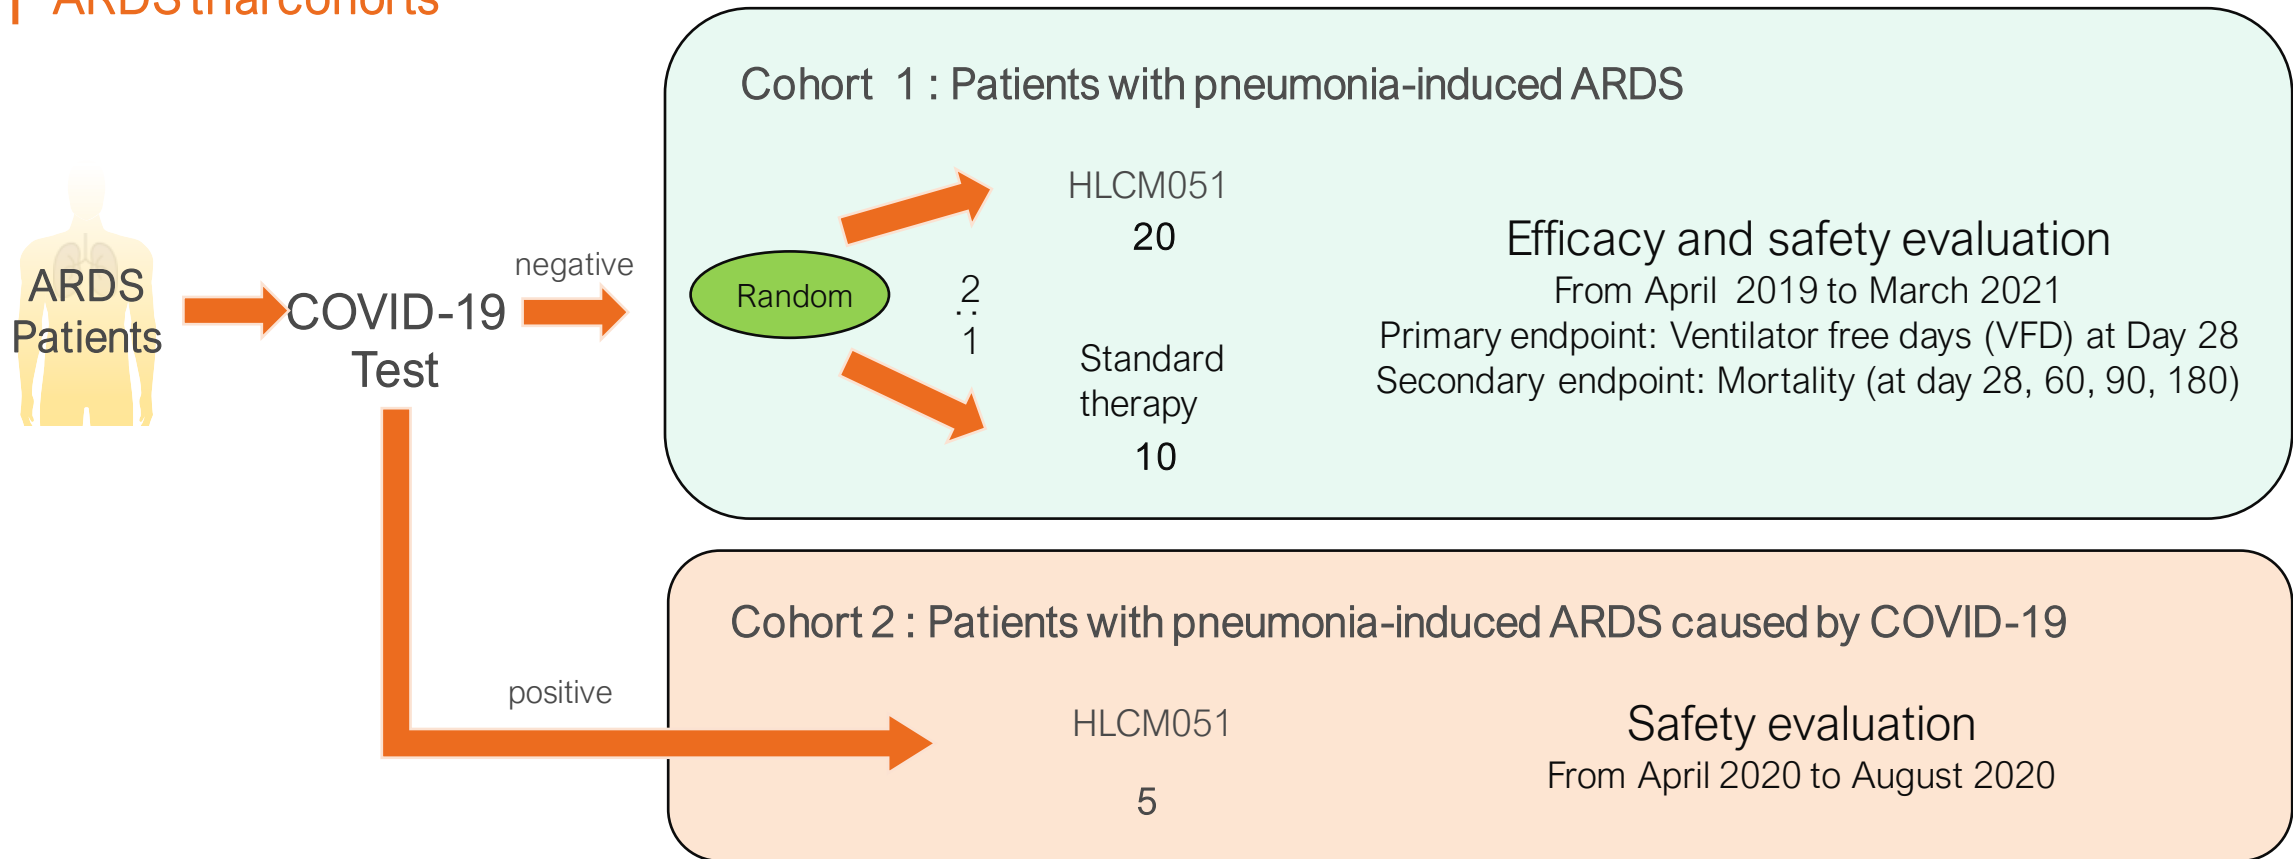 ARDS trial cohorts
Cohort 1 : Patients with pneumonia-induced ARDS
ARDS
Patients
COVID-19
Test
negative
Random
2
:
1
HLCM051
20
Standard
therapy
10
Efficacy and safety evaluation
From April 2019 to March 2021
Primary endpoint: Ventilator free days (VFD) at Day 28
Secondary endpoint: Mortality (at day 28, 60, 90, 180)
Cohort 2 : Patients with pneumonia-induced ARDS caused by COVID-19
positive
HLCM051
5
Safety evaluation
From April 2020 to August 2020